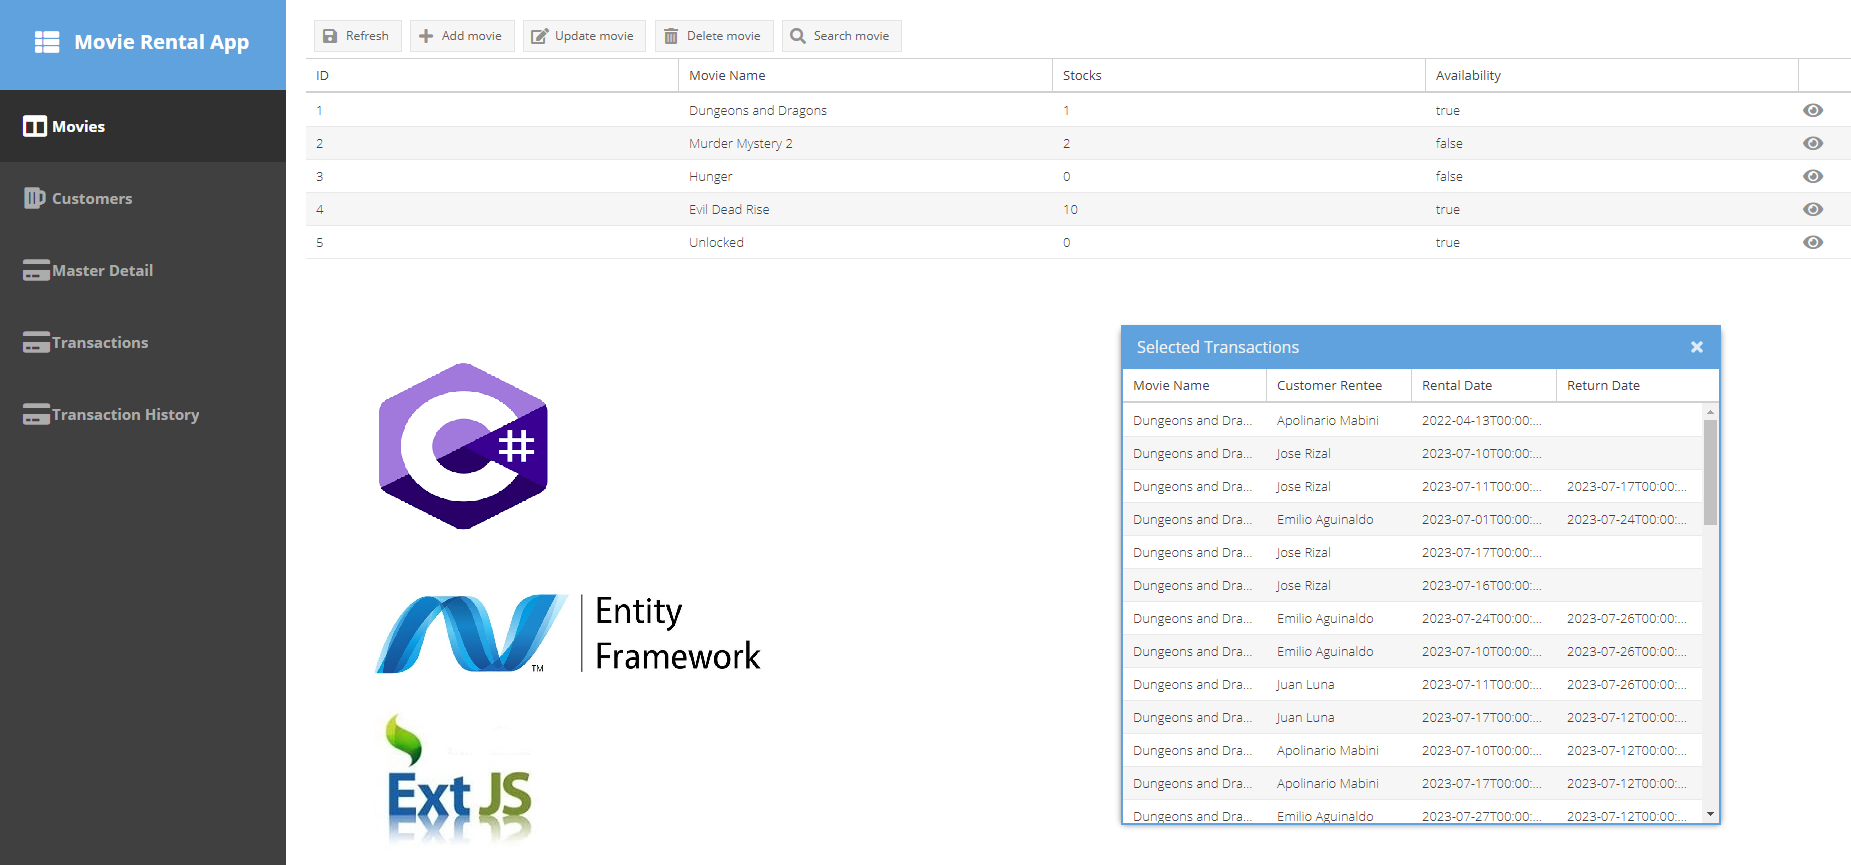 Movie Rental App
Movies
Customers
Master Detail
Transactions
Transaction History
Refresh Add movie Update movie Delete movie Search movie
ID Movie Name Stocks Availability
1 Dungeons and Dragons 1 true
2 Murder Mystery 2 2 false
3 Hunger 0 false
4 Evil Dead Rise 10 true
5 Unlocked 0 true
C#
Entity
Framework
TM
Ext JS
Selected Transactions
Movie Name Customer Rentee Rental Date Return Date
Dungeons and Dra... Apolinario Mabini 2022-04-13T00:00:...
Dungeons and Dra... Jose Rizal 2023-07-10T00:00:...
Dungeons and Dra... Jose Rizal 2023-07-11T00:00:... 2023-07-17T00:00:...
Dungeons and Dra... Emilio Aguinaldo 2023-07-01T00:00:... 2023-07-24T00:00:...
Dungeons and Dra... Jose Rizal 2023-07-17T00:00:...
Dungeons and Dra... Jose Rizal 2023-07-16T00:00:...
Dungeons and Dra... Emilio Aguinaldo 2023-07-24T00:00:... 2023-07-26T00:00:...
Dungeons and Dra... Emilio Aguinaldo 2023-07-10T00:00:... 2023-07-26T00:00:...
Dungeons and Dra... Juan Luna 2023-07-11T00:00:... 2023-07-26T00:00:...
Dungeons and Dra... Juan Luna 2023-07-17T00:00:... 2023-07-12T00:00:...
Dungeons and Dra... Apolinario Mabini 2023-07-10T00:00:... 2023-07-12T00:00:...
Dungeons and Dra... Apolinario Mabini 2023-07-17T00:00:... 2023-07-12T00:00:...
Dungeons and Dra... Emilio Aguinaldo 2023-07-27T00:00:... 2023-07-12T00:00:...